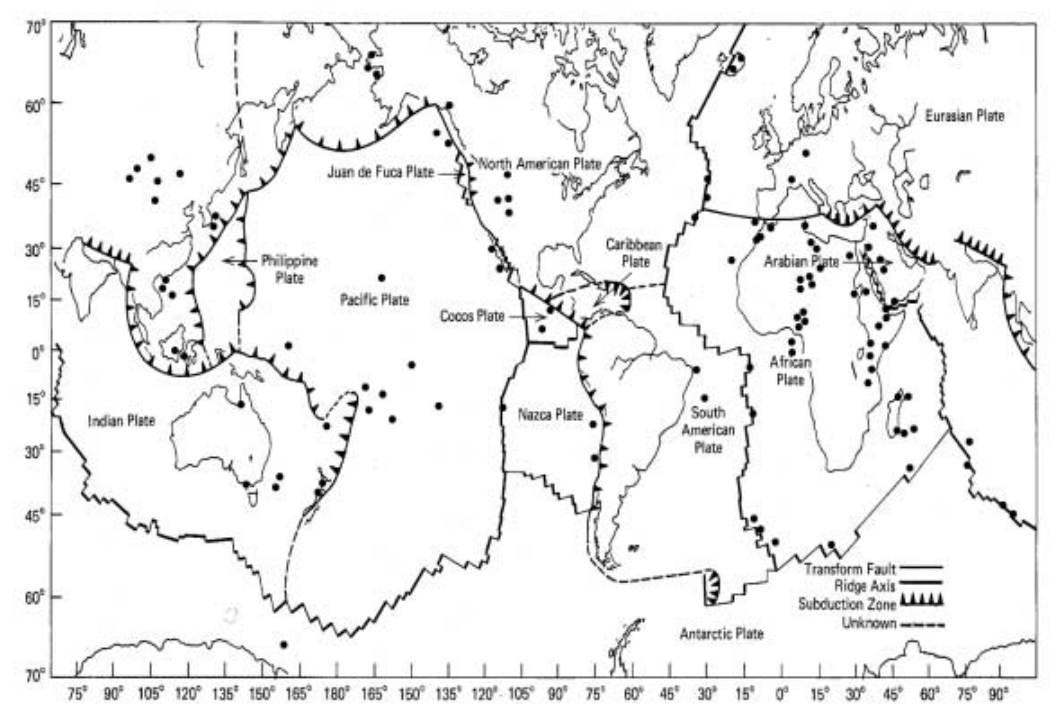 70°
60°
Eurasian Plate
North American Plate
Juan de Fuca Plate
45°
30°
Caribbean
Plate
Arabian Plate
Philippine
Plate
Pacific Plate
15°
Cocos Plate
0°
African
Plate
15°
Indian Plate
Nazca Plate
South
American
Plate
30°
45°
Transform Fault
Ridge Axis
Subduction Zone
Unknown
60°
Antarctic Plate
70°
75° 90° 105° 120° 135° 150° 165° 180° 165° 150° 135° 120° 105° 90° 75° 60° 45° 30° 15° 0° 15° 30° 45° 60° 75° 90°